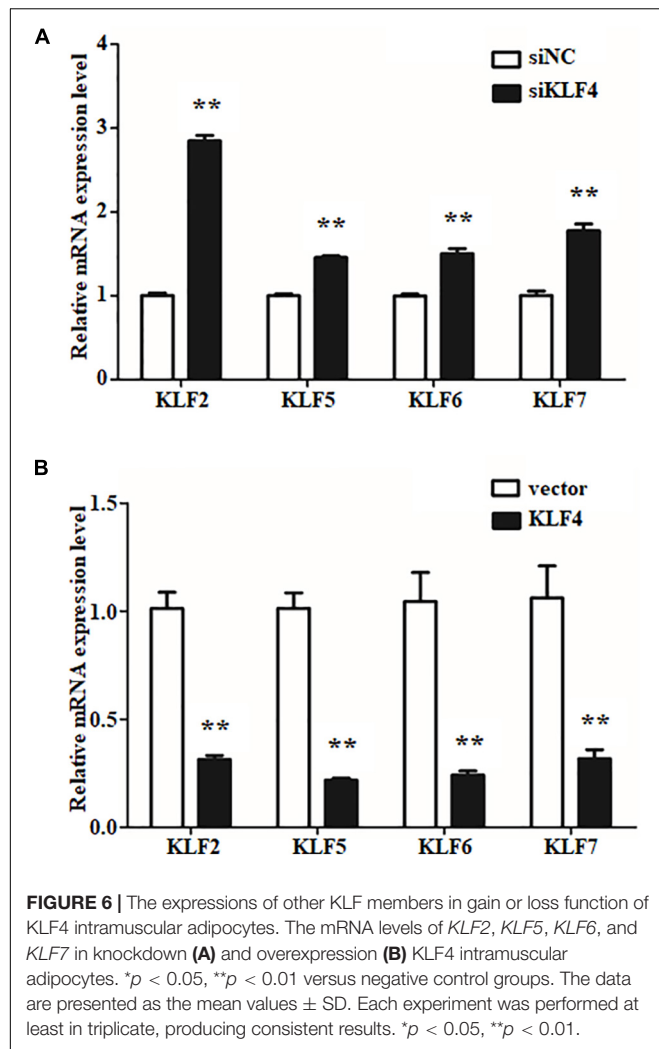 A
siNC
siKLF4
Relative mRNA expression level
4
3
2
1
0
**
**
**
**
KLF2 KLF5 KLF6 KLF7
B
vector
KLF4
Relative mRNA expression level
1.5
1.0
0.5
0.0
**
**
**
**
KLF2 KLF5 KLF6 KLF7
FIGURE 6 | The expressions of other KLF members in gain or loss function of
KLF4 intramuscular adipocytes. The mRNA levels of KLF2, KLF5, KLF6, and
KLF7 in knockdown (A) and overexpression (B) KLF4 intramuscular
adipocytes. *p < 0.05, **p < 0.01 versus negative control groups. The data
are presented as the mean values ± SD. Each experiment was performed at
least in triplicate, producing consistent results. *p < 0.05, **p < 0.01.